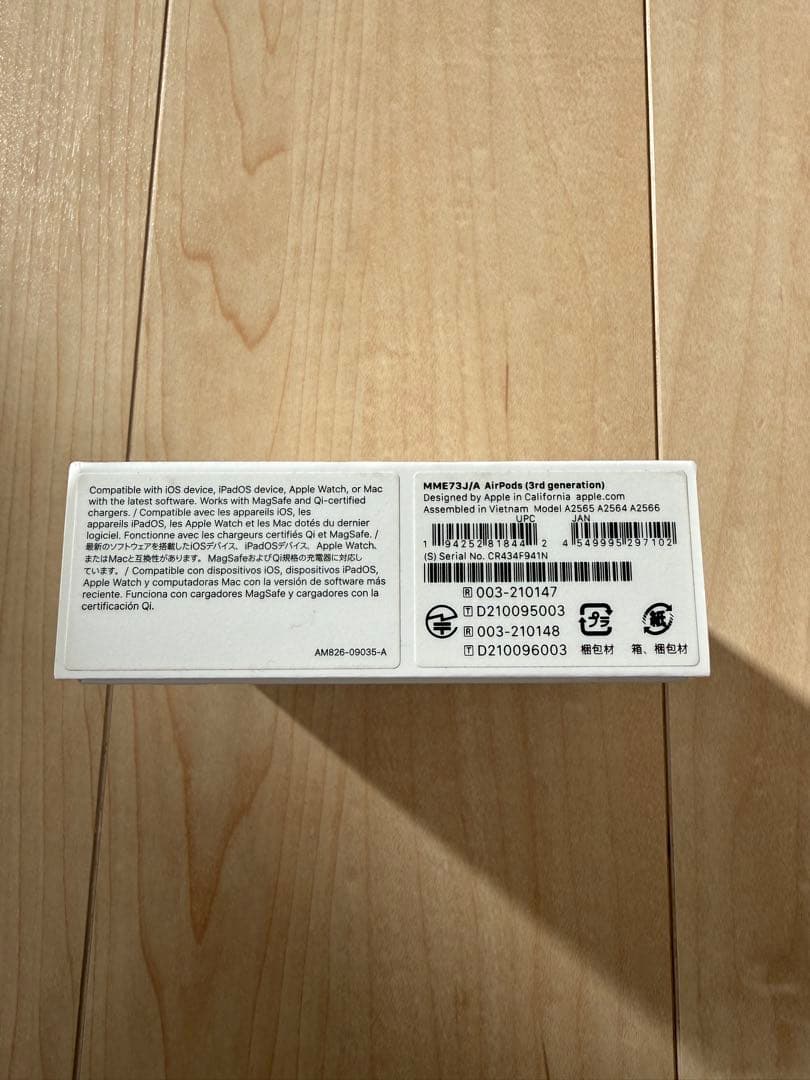 Compatible with iOS device, iPadOS device, Apple Watch, or Mac
with the latest software. Works with MagSafe and Qi-certified
chargers. / Compatible avec les appareils iOS, les
appareils iPadOS, les Apple Watch et les Mac dotés du dernier
logiciel. Fonctionne avec les chargeurs certifiés Qi et MagSafe. /
最新のソフトウェアを搭載したiOSデバイス、iPadOSデバイス、Apple Watch、
またはMacと互換性があります。MagSafeおよびQi規格の充電器に対応し
ています。/ Compatible con dispositivos iOS, dispositivos iPadOS,
Apple Watch y computadoras Mac con la versión de software más
reciente. Funciona con cargadores MagSafe y cargadores con la
certificación Qi.
AM826-09035-A
MME73J/A AirPods (3rd generation)
Designed by Apple in California apple.com
Assembled in Vietnam Model A2565 A2564 A2566
UPC JAN
1 94252 81844 2 4 549995 297102
(S) Serial No. CR434F941N
R 003-210147
T D210095003
R 003-210148
T D210096003
プラ
梱包材
紙
箱、梱包材